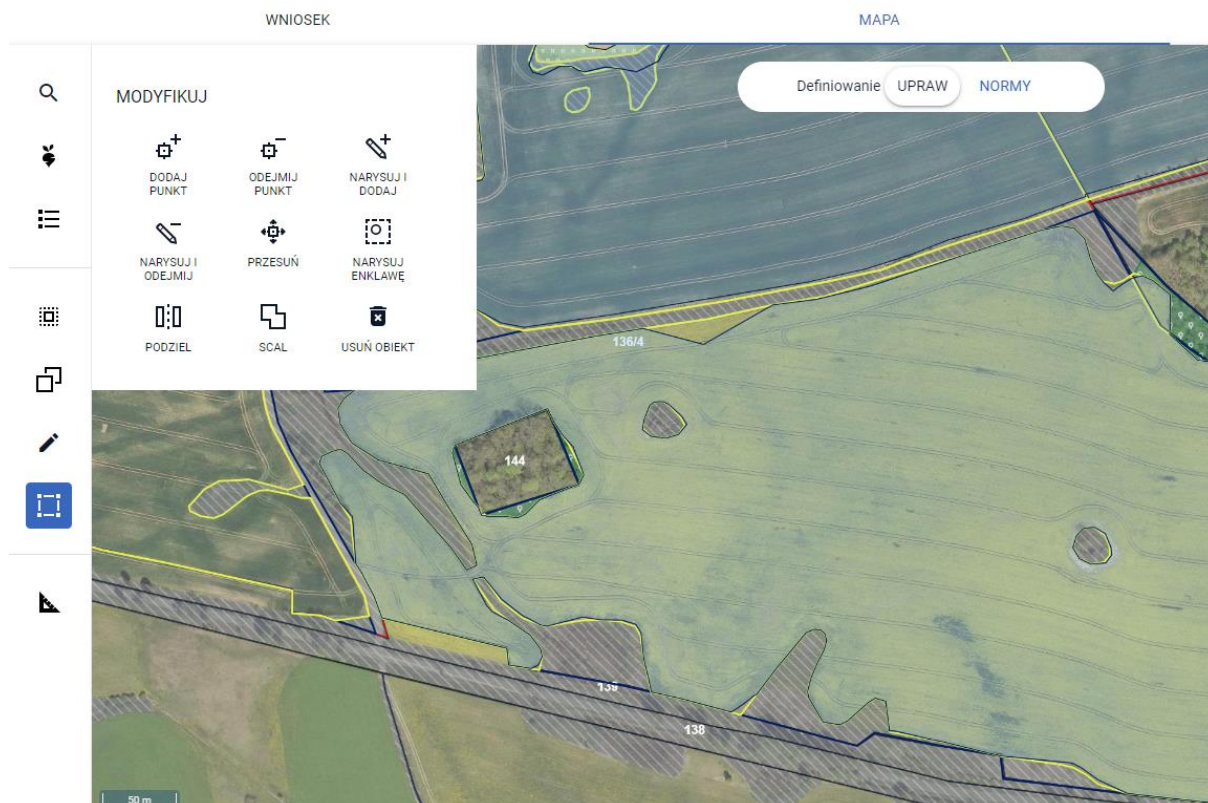 WNIOSEK
MAPA
MODYFIKUJ
Definiowanie UPRAW NORMY
DODAJ
PUNKT
ODEJMIJ
PUNKT
NARYSUJ I
DODAJ
NARYSUJ I
ODEJMIJ
PRZESUŃ
NARYSUJ
ENKLAWĘ
PODZIEL
SCAL
USUŃ OBIEKT
136/4
144
139
138
50 m